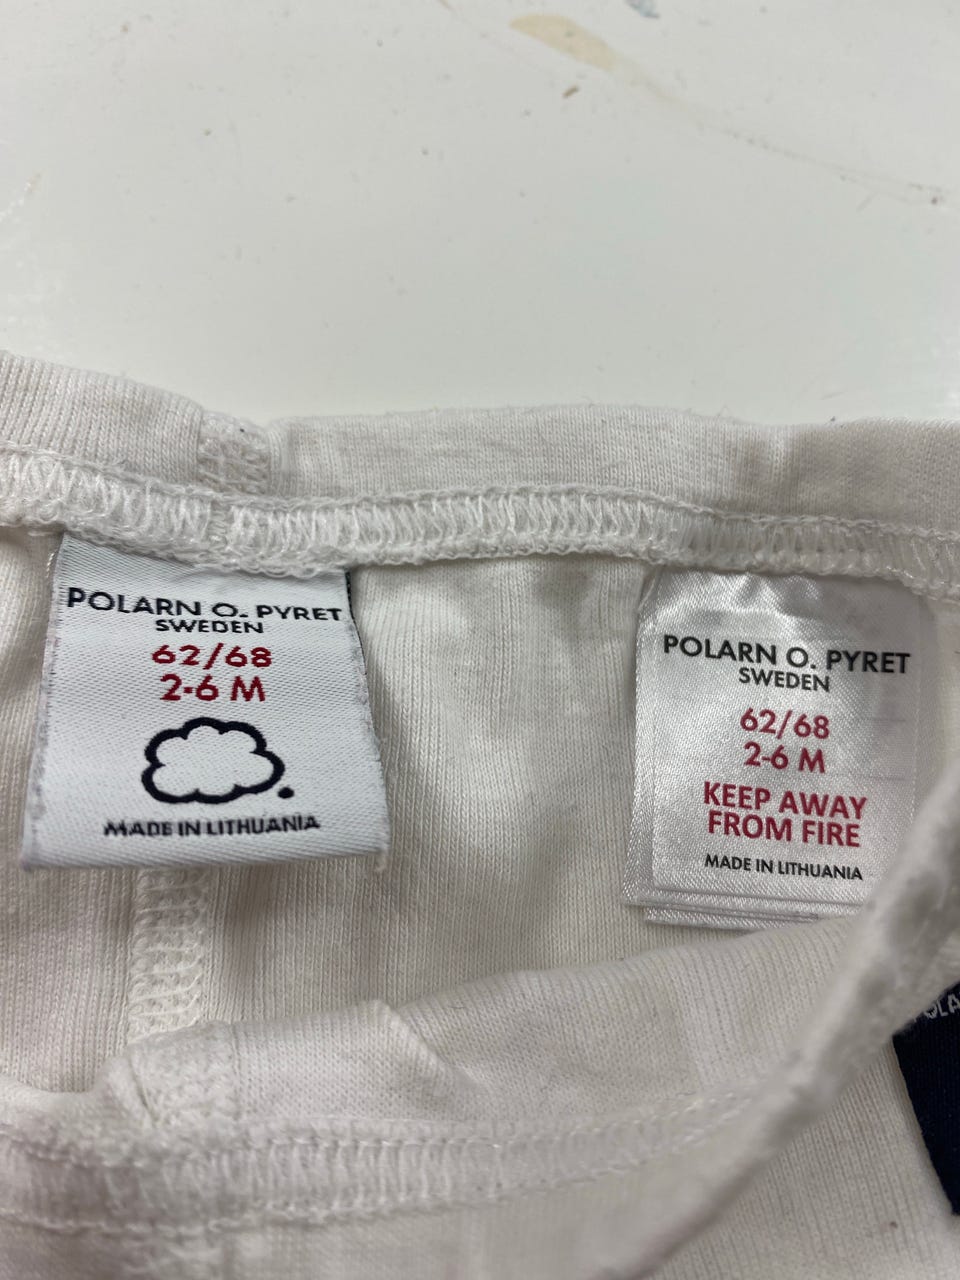 POLARN O. PYRET
SWEDEN
62/68
2-6 M
MADE IN LITHUANIA
POLARN O. PYRET
SWEDEN
62/68
2-6 M
KEEP AWAY
FROM FIRE
MADE IN LITHUANIA